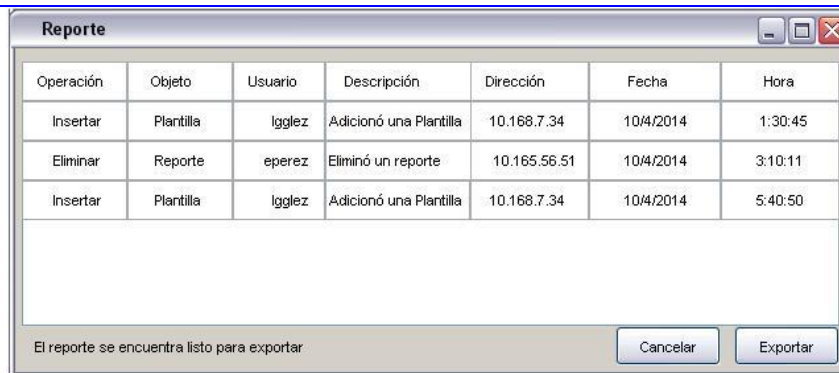 Reporte
Operación Objeto Usuario Descripción Dirección Fecha Hora
Insertar Plantilla lgglez Adicionó una Plantilla 10.168.7.34 10/4/2014 1:30:45
Eliminar Reporte eperez Eliminó un reporte 10.165.56.51 10/4/2014 3:10:11
Insertar Plantilla lgglez Adicionó una Plantilla 10.168.7.34 10/4/2014 5:40:50
El reporte se encuentra listo para exportar Cancelar Exportar